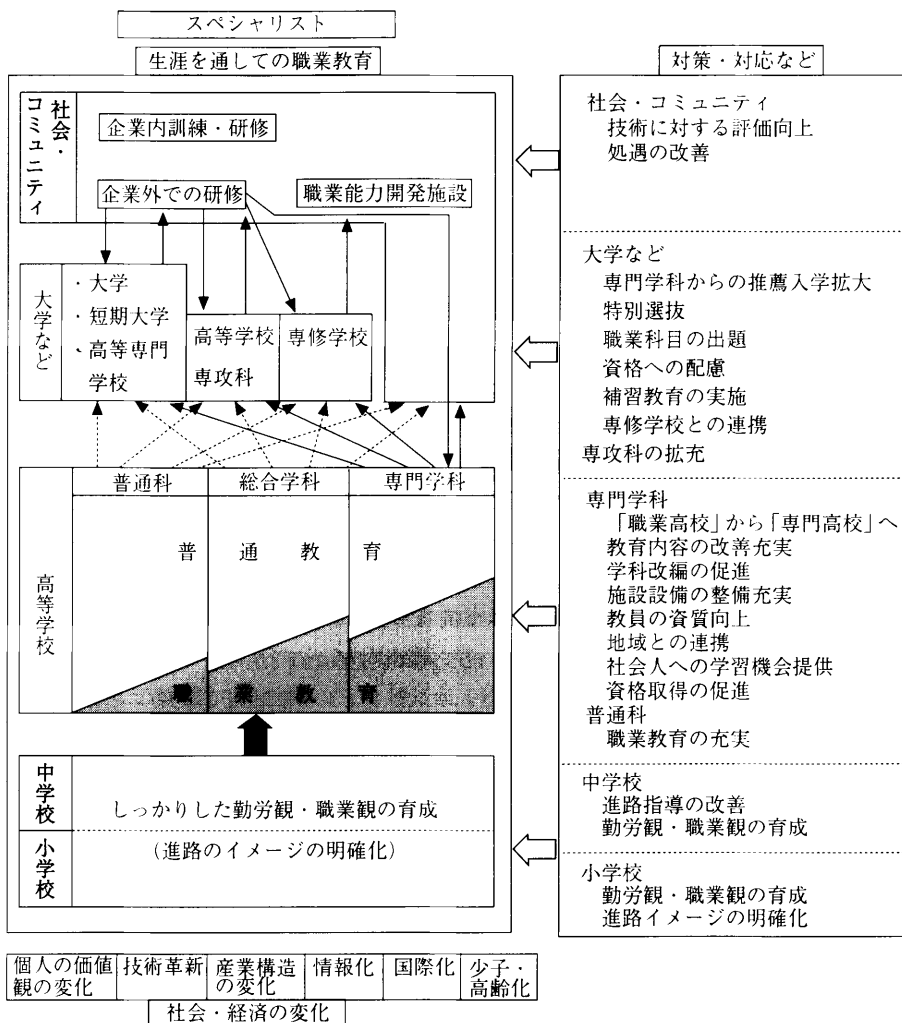 スペシャリスト
生涯を通しての職業教育
社会・
コミュニティ
企業内訓練・研修
企業外での研修
職業能力開発施設
大学など
・大学
・短期大学
・高等専門
学校
高等学校
専攻科
専修学校
高等学校
普通科
総合学科
専門学科
普通教育
職業教育
中学校
しっかりした勤労観・職業観の育成
小学校
(進路のイメージの明確化)
個人の価値
観の変化
技術革新
産業構造
の変化
情報化
国際化
少子・
高齢化
社会・経済の変化
対策・対応など
社会・コミュニティ
技術に対する評価向上
処遇の改善
大学など
専門学科からの推薦入学拡大
特別選抜
職業科目の出題
資格への配慮
補習教育の実施
専修学校との連携
専攻科の拡充
専門学科
「職業高校」から「専門高校」へ
教育内容の改善充実
学科改編の促進
施設設備の整備充実
教員の資質向上
地域との連携
社会人への学習機会提供
資格取得の促進
普通科
職業教育の充実
中学校
進路指導の改善
勤労観・職業観の育成
小学校
勤労観・職業観の育成
進路イメージの明確化